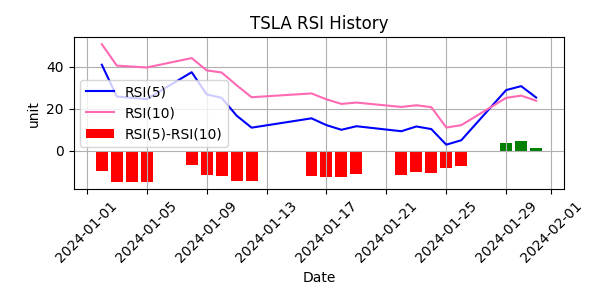 TSLA RSI History
unit
40
20
0
RSI(5)
RSI(10)
RSI(5)-RSI(10)
2024-01-01
2024-01-05
2024-01-09
2024-01-13
2024-01-17
2024-01-21
2024-01-25
2024-01-29
2024-02-01
Date